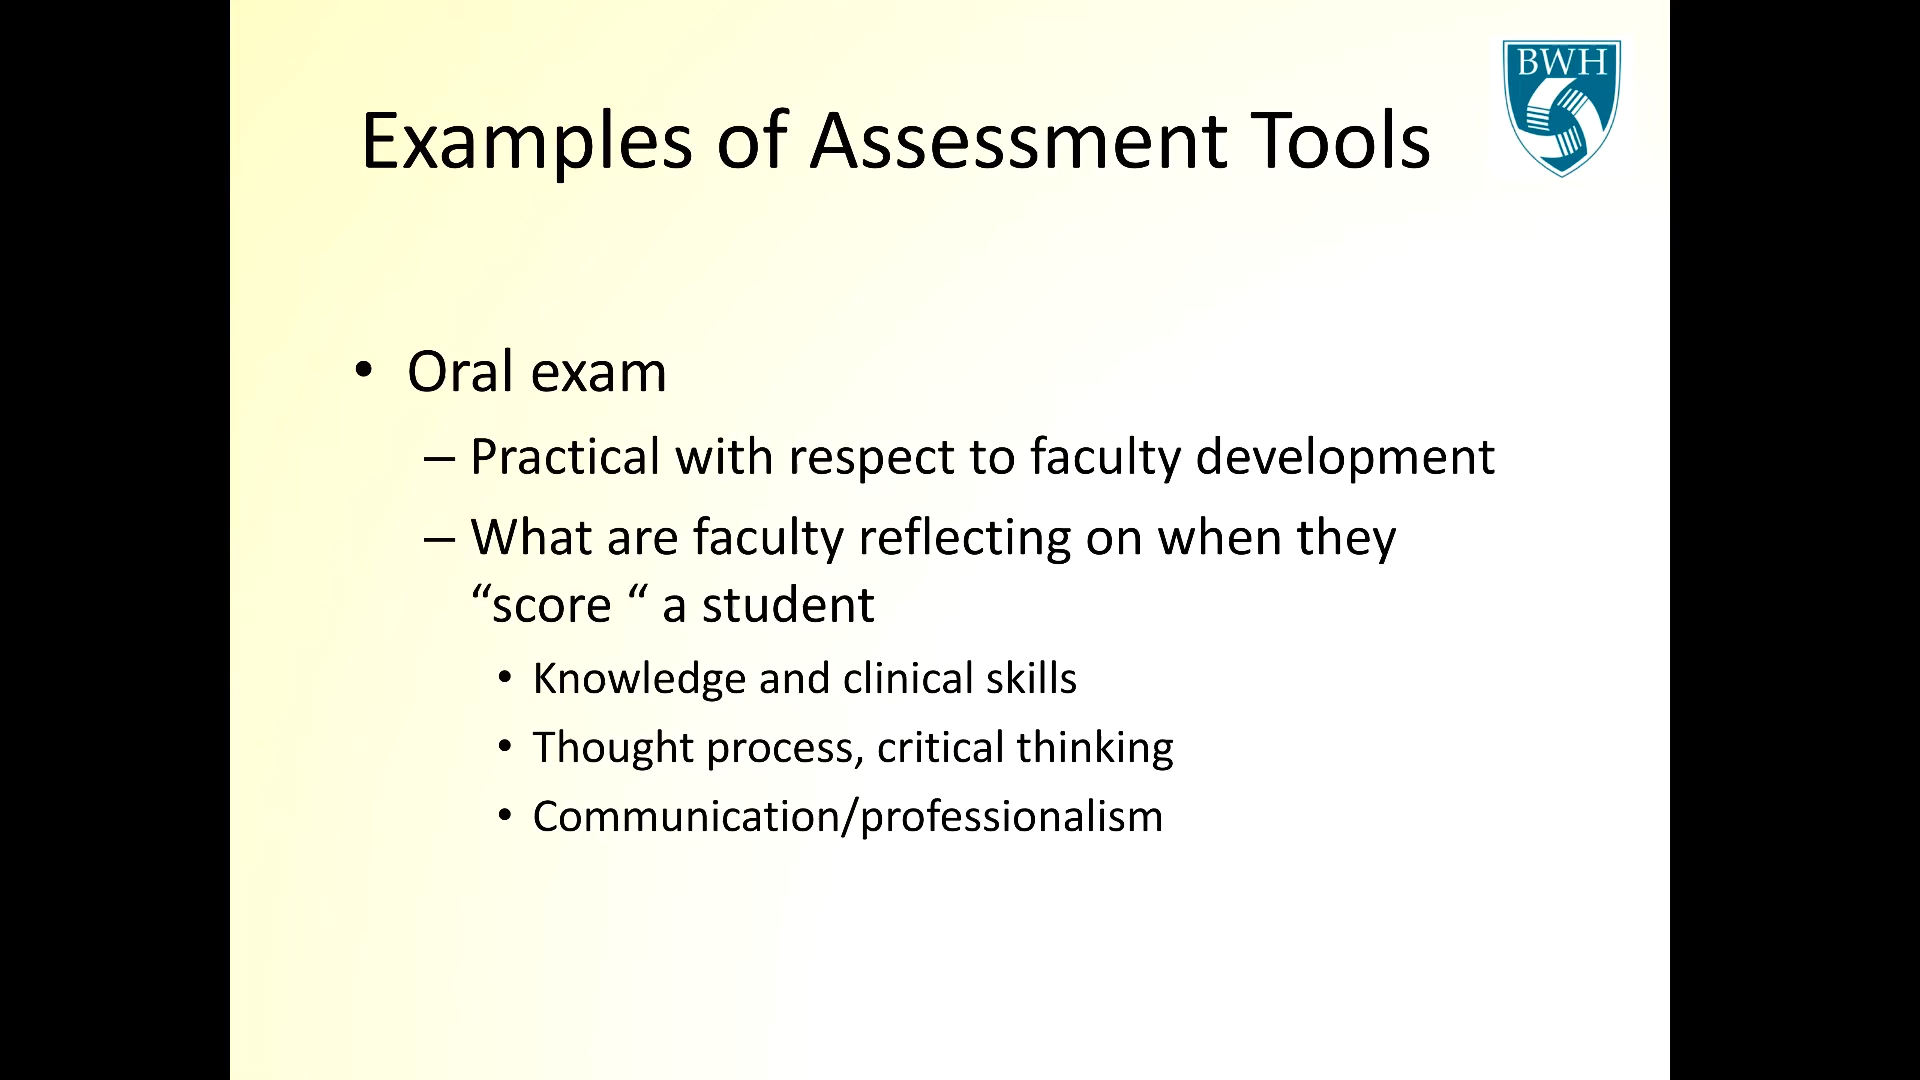 BWH
Examples of Assessment Tools
• Oral exam
– Practical with respect to faculty development
– What are faculty reflecting on when they
“score “ a student
• Knowledge and clinical skills
• Thought process, critical thinking
• Communication/professionalism